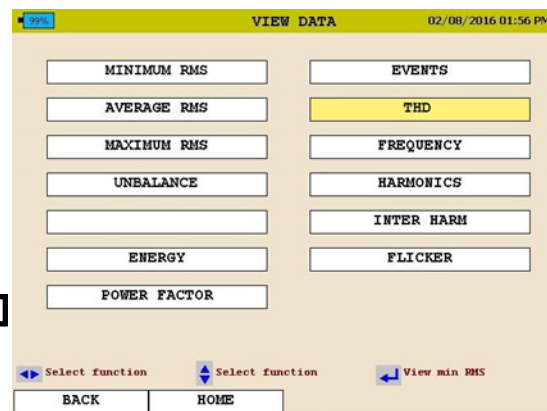 99% VIEW DATA 02/08/2016 01:56 PM
MINIMUM RMS EVENTS
AVERAGE RMS THD
MAXIMUM RMS FREQUENCY
UNBALANCE HARMONICS
INTER HARM
ENERGY FLICKER
POWER FACTOR
Select function Select function View min RMS
BACK HOME